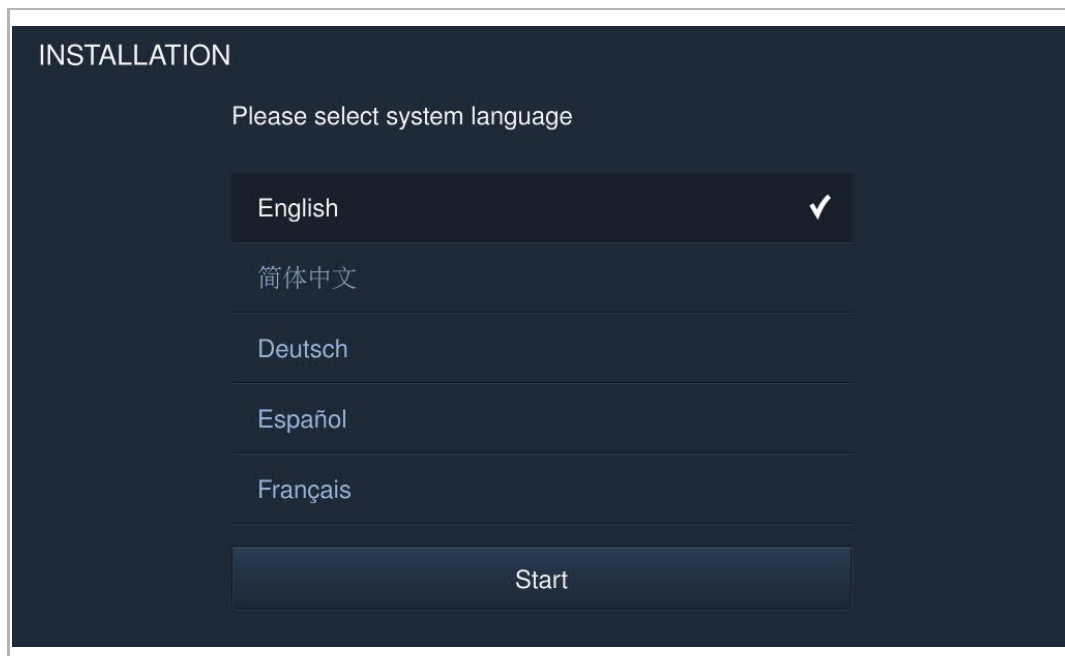 INSTALLATION
Please select system language
English
简体中文
Deutsch
Español
Français
Start